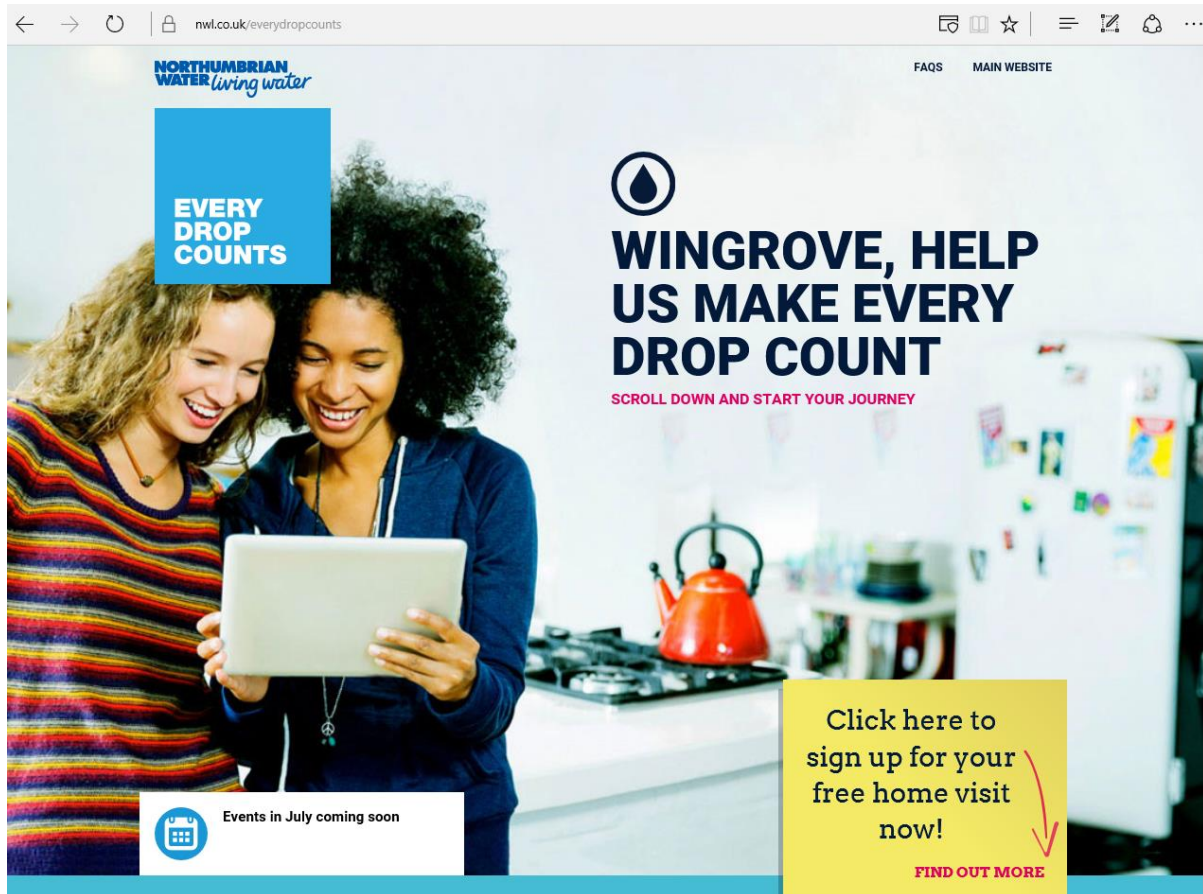 nwl.co.uk/everydropcounts
NORTHUMBRIAN
WATER living water
FAQS MAIN WEBSITE
EVERY
DROP
COUNTS
WINGROVE, HELP
US MAKE EVERY
DROP COUNT
SCROLL DOWN AND START YOUR JOURNEY
Events in July coming soon
Click here to
sign up for your
free home visit
now!
FIND OUT MORE